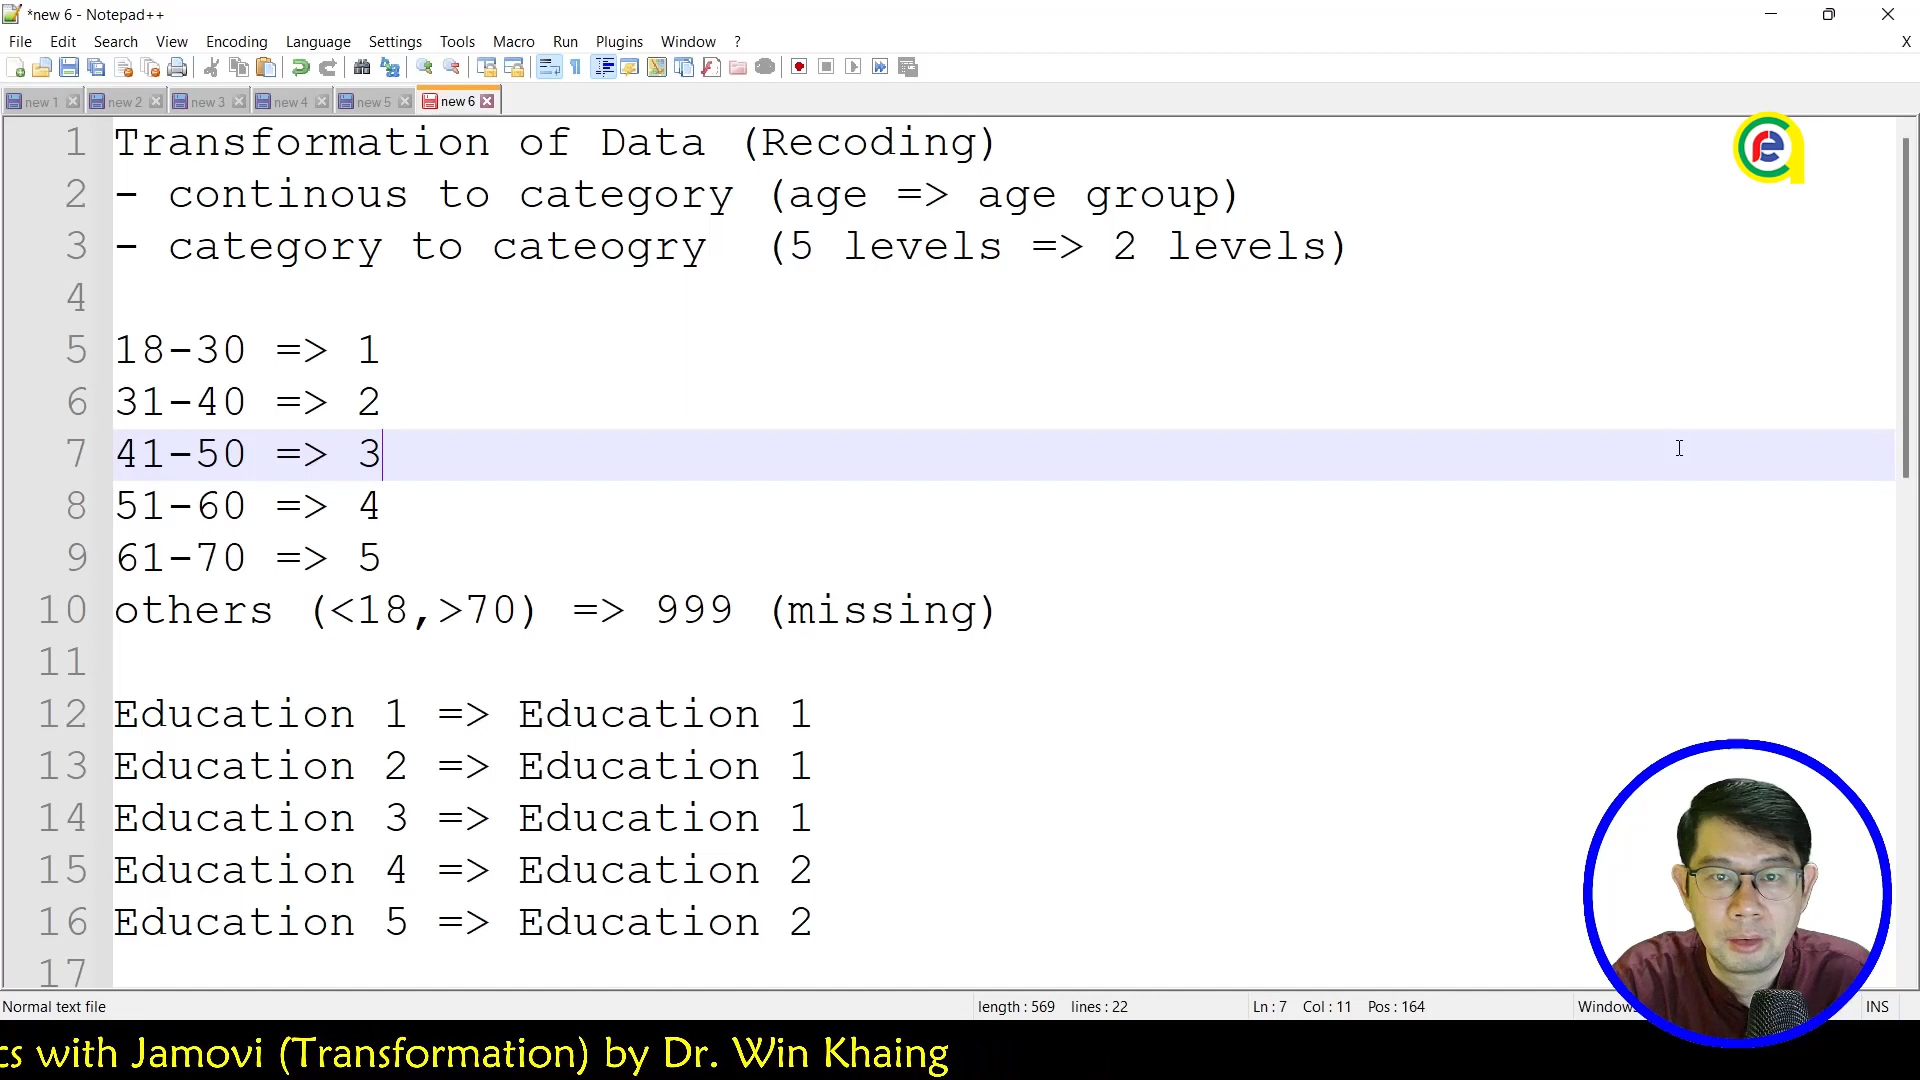 *new 6 - Notepad++
File Edit Search View Encoding Language Settings Tools Macro Run Plugins Window ? X
new 1 new 2 new 3 new 4 new 5 new 6
1 Transformation of Data (Recoding)
2 - continous to category (age => age group)
3 - category to cateogry (5 levels => 2 levels)
4
5 18-30 => 1
6 31-40 => 2
7 41-50 => 3
8 51-60 => 4
9 61-70 => 5
10 others (<18,>70) => 999 (missing)
11
12 Education 1 => Education 1
13 Education 2 => Education 1
14 Education 3 => Education 1
15 Education 4 => Education 2
16 Education 5 => Education 2
17
Normal text file length : 569 lines : 22 Ln : 7 Col : 11 Pos : 164 Window INS
cs with Jamovi (Transformation) by Dr. Win Khaing